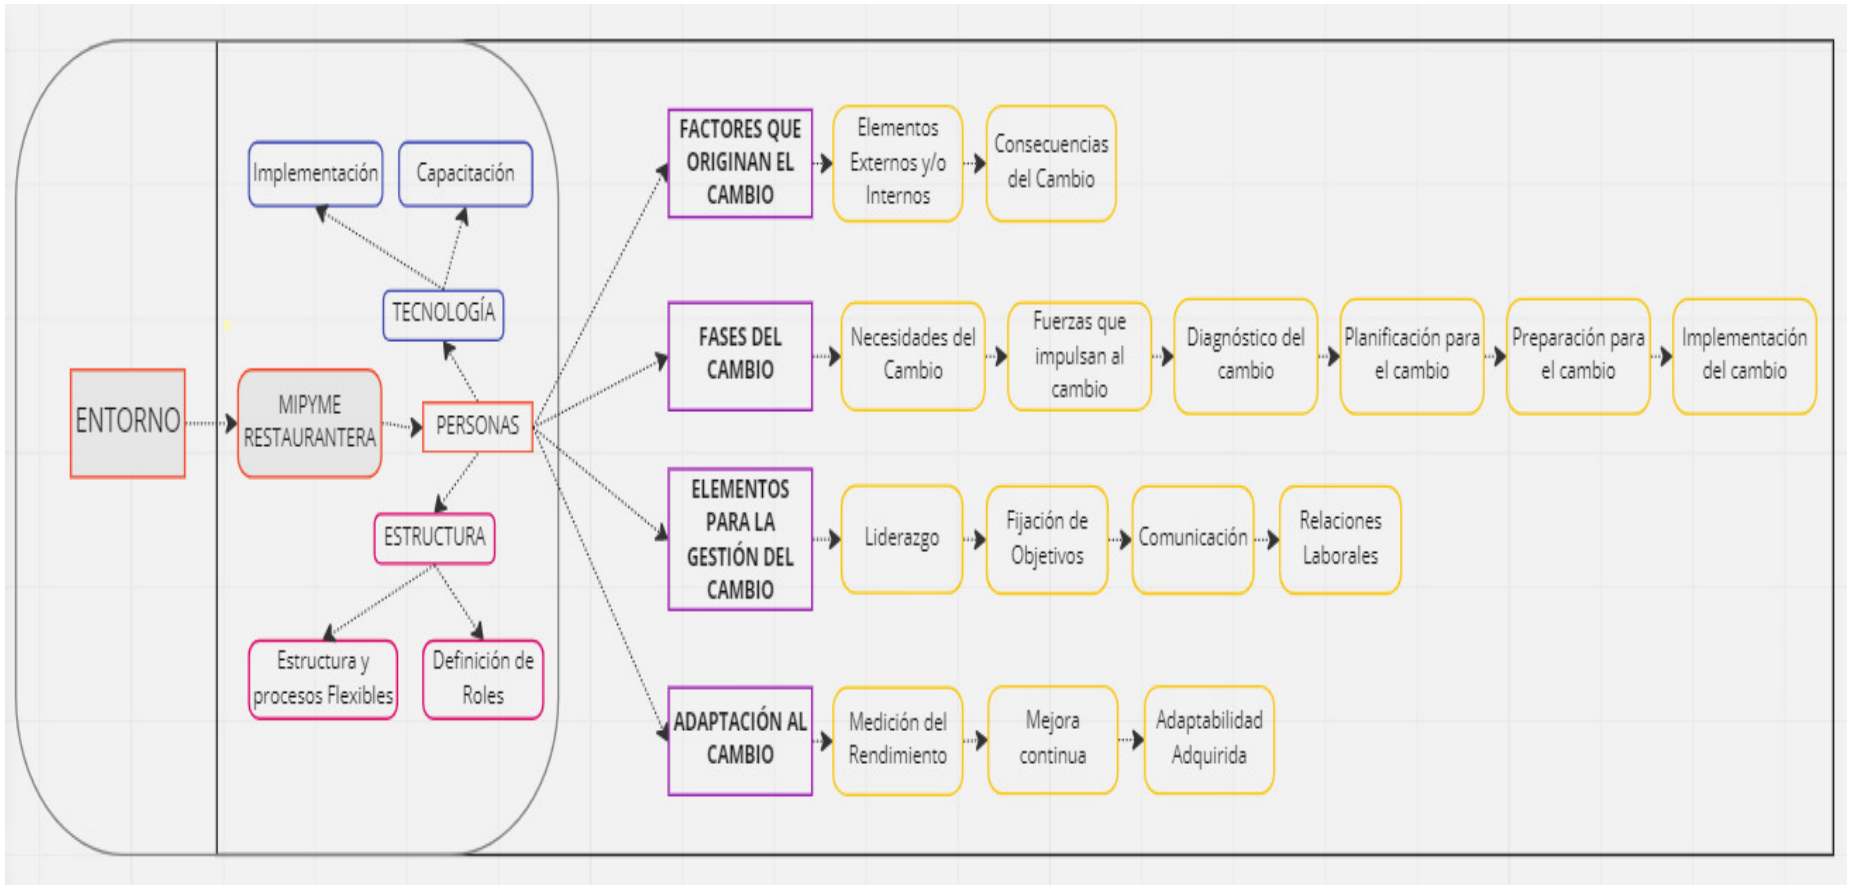 ENTORNO
MIPYME
RESTAURANTERA
PERSONAS
TECNOLOGÍA
Implementación
Capacitación
ESTRUCTURA
Estructura y
procesos Flexibles
Definición de
Roles
FACTORES QUE
ORIGINAN EL
CAMBIO
Elementos
Externos y/o
Internos
Consecuencias
del Cambio
FASES DEL
CAMBIO
Necesidades del
Cambio
Fuerzas que
impulsan al
cambio
Diagnóstico del
cambio
Planificación para
el cambio
Preparación para
el cambio
Implementación
del cambio
ELEMENTOS
PARA LA
GESTIÓN DEL
CAMBIO
Liderazgo
Fijación de
Objetivos
Comunicación
Relaciones
Laborales
ADAPTACIÓN AL
CAMBIO
Medición del
Rendimiento
Mejora
continua
Adaptabilidad
Adquirida